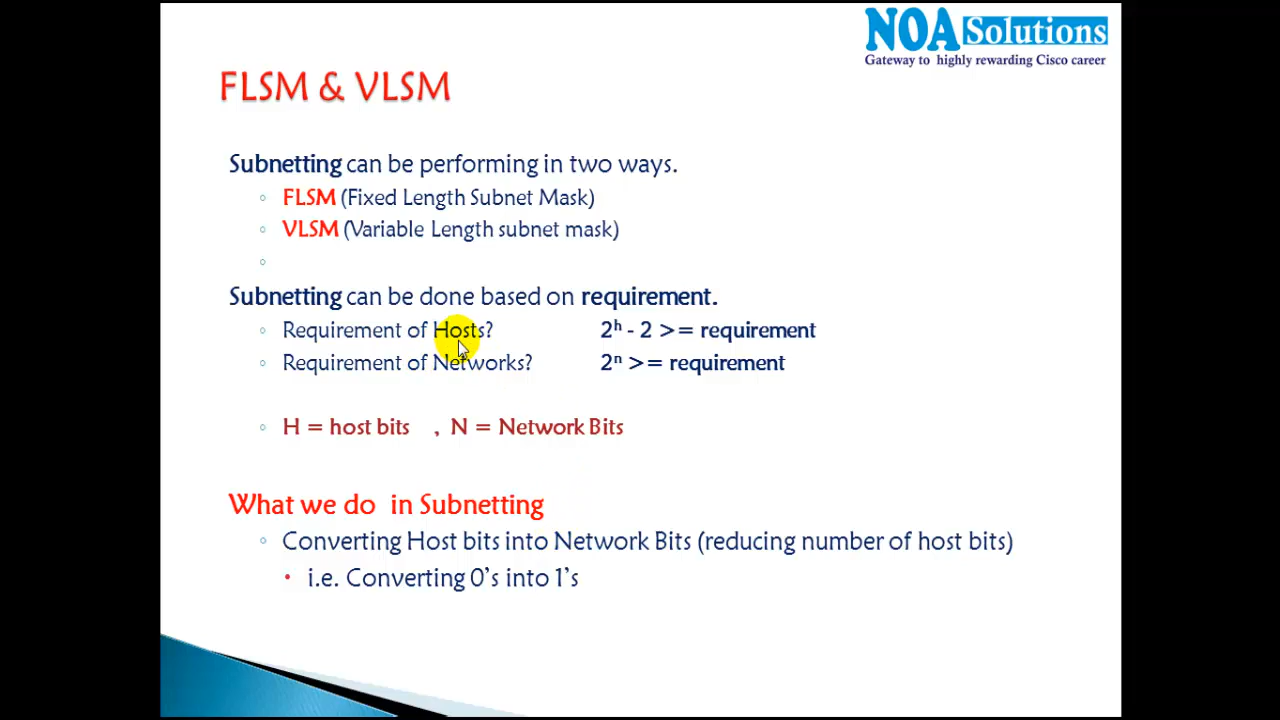 NOA Solutions
Gateway to highly rewarding Cisco career
FLSM & VLSM
Subnetting can be performing in two ways.
FLSM (Fixed Length Subnet Mask)
VLSM (Variable Length subnet mask)
Subnetting can be done based on requirement.
Requirement of Hosts? 2ʰ - 2 >= requirement
Requirement of Networks? 2ⁿ >= requirement
H = host bits , N = Network Bits
What we do in Subnetting
Converting Host bits into Network Bits (reducing number of host bits)
i.e. Converting 0's into 1's